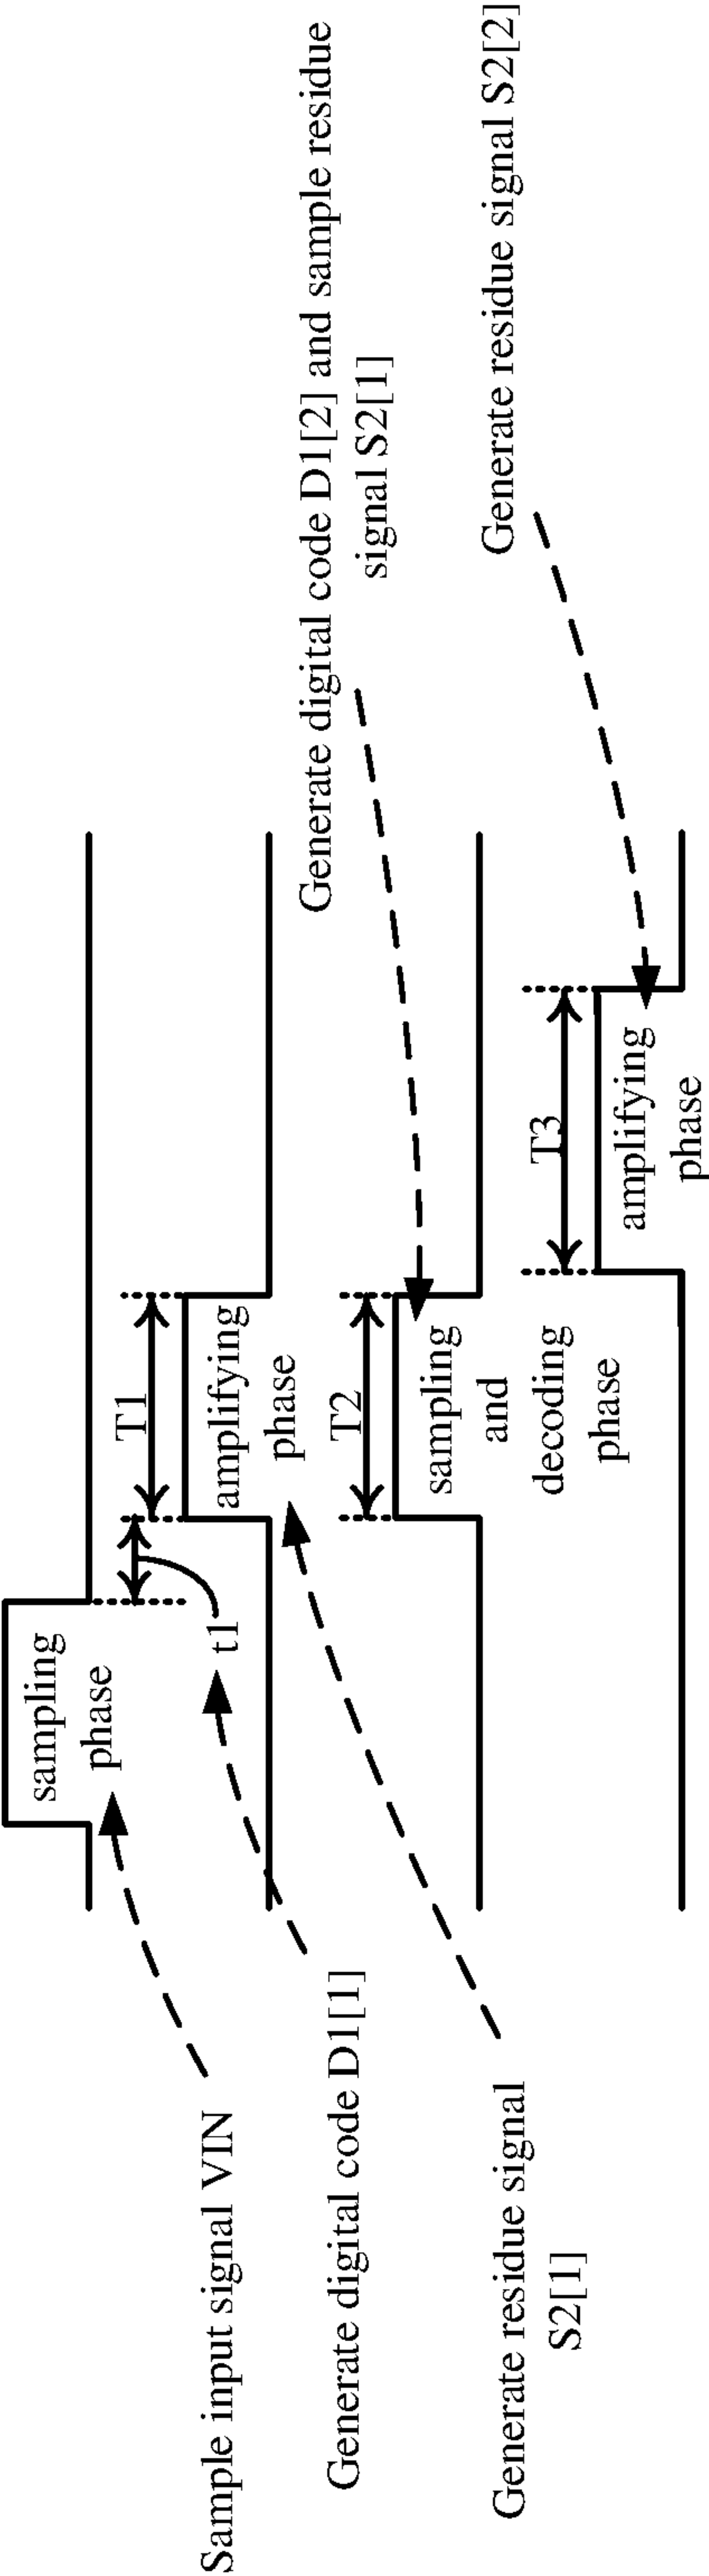 Sample input signal VIN
sampling
phase
Generate digital code D1[1]
t1
T1
amplifying
phase
Generate residue signal
S2[1]
Generate digital code D1[2] and sample residue
signal S2[1]
T2
sampling
and
decoding
phase
Generate residue signal S2[2]
T3
amplifying
phase